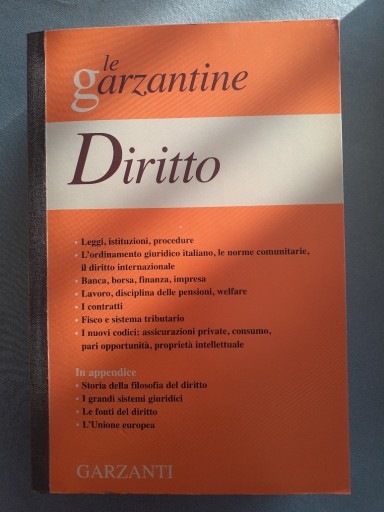 le
garzantine
Diritto
· Leggi, istituzioni, procedure
· L'ordinamento giuridico italiano, le norme comunitarie,
il diritto internazionale
· Banca, borsa, finanza, impresa
· Lavoro, disciplina delle pensioni, welfare
· I contratti
· Fisco e sistema tributario
· I nuovi codici: assicurazioni private, consumo,
pari opportunità, proprietà intellettuale
In appendice
· Storia della filosofia del diritto
· I grandi sistemi giuridici
· Le fonti del diritto
· L'Unione europea
GARZANTI